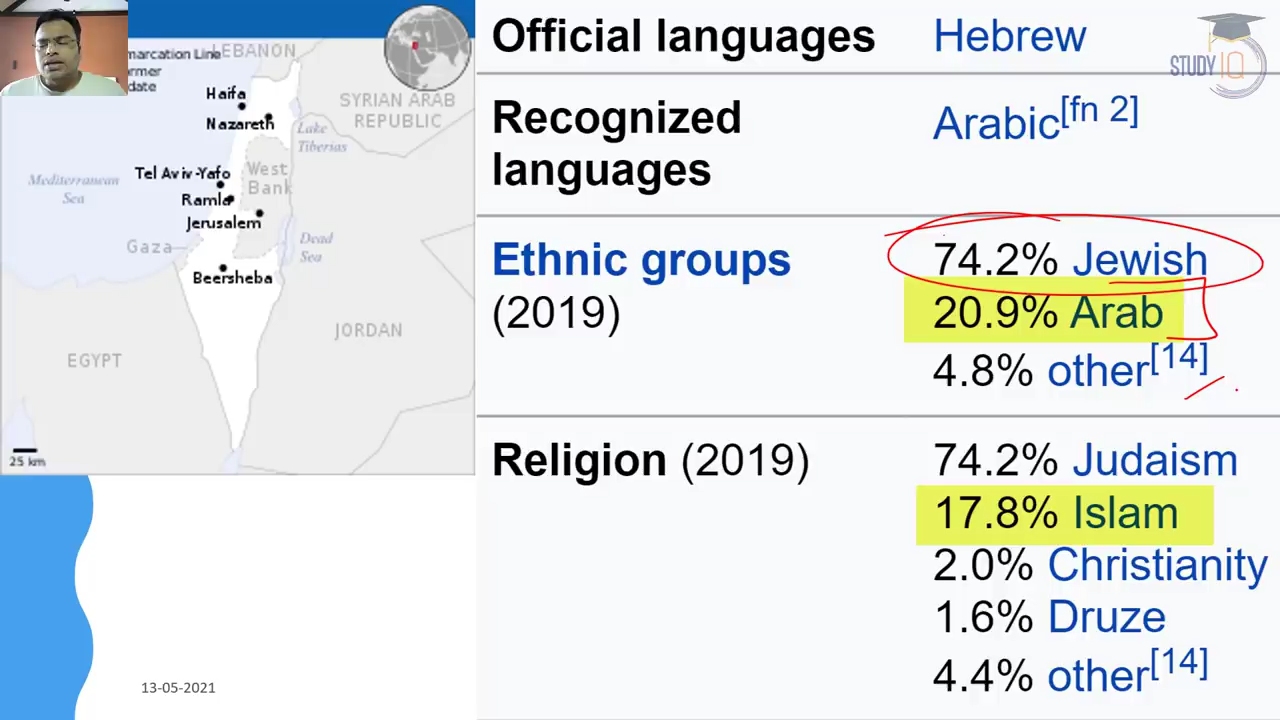 marcation Line
rmer
date
LEBANON
Haifa
SYRIAN ARAB
REPUBLIC
Nazareth
Lake
Tiberias
Mediterranean
Sea
Tel Aviv-Yafo
West
Bank
Ramla
Jerusalem
Gaza
Dead
Sea
Beersheba
JORDAN
EGYPT
25 km
13-05-2021
STUDY IQ
Official languages Hebrew
Recognized
languages
Arabic[fn 2]
Ethnic groups
(2019)
74.2% Jewish
20.9% Arab
4.8% other[14]
Religion (2019)
74.2% Judaism
17.8% Islam
2.0% Christianity
1.6% Druze
4.4% other[14]